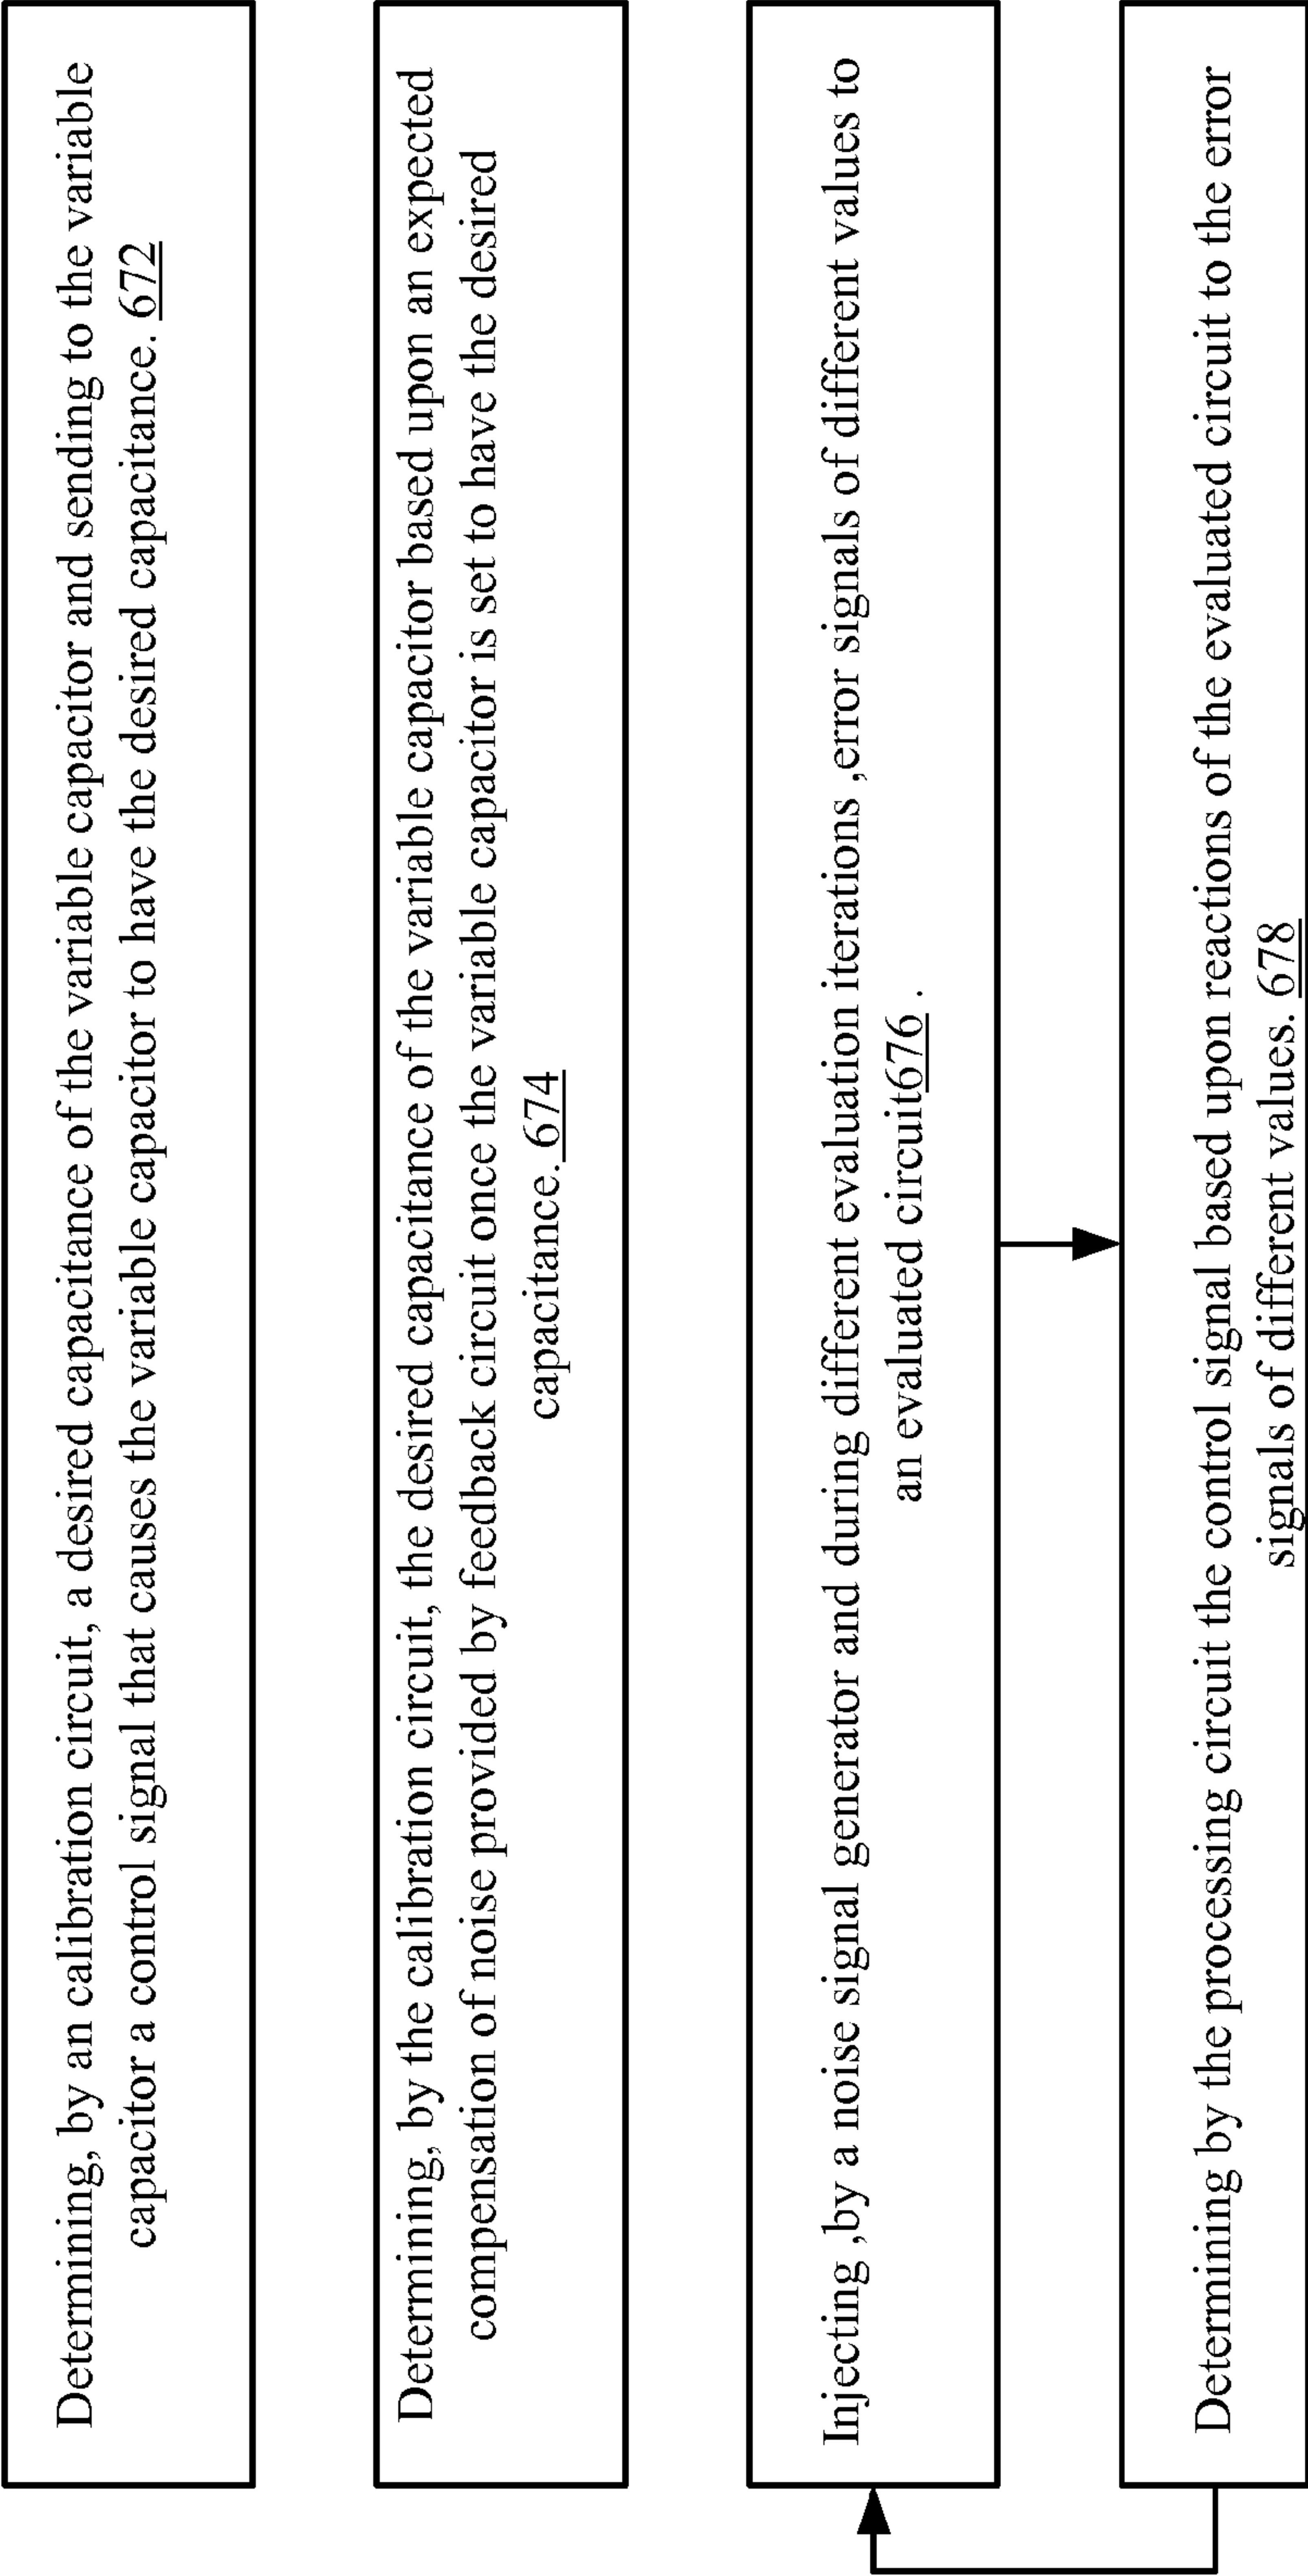 Determining, by an calibration circuit, a desired capacitance of the variable capacitor and sending to the variable
capacitor a control signal that causes the variable capacitor to have the desired capacitance. 672
Determining, by the calibration circuit, the desired capacitance of the variable capacitor based upon an expected
compensation of noise provided by feedback circuit once the variable capacitor is set to have the desired
capacitance. 674
Injecting ,by a noise signal generator and during different evaluation iterations ,error signals of different values to
an evaluated circuit676 .
Determining by the processing circuit the control signal based upon reactions of the evaluated circuit to the error
signals of different values. 678